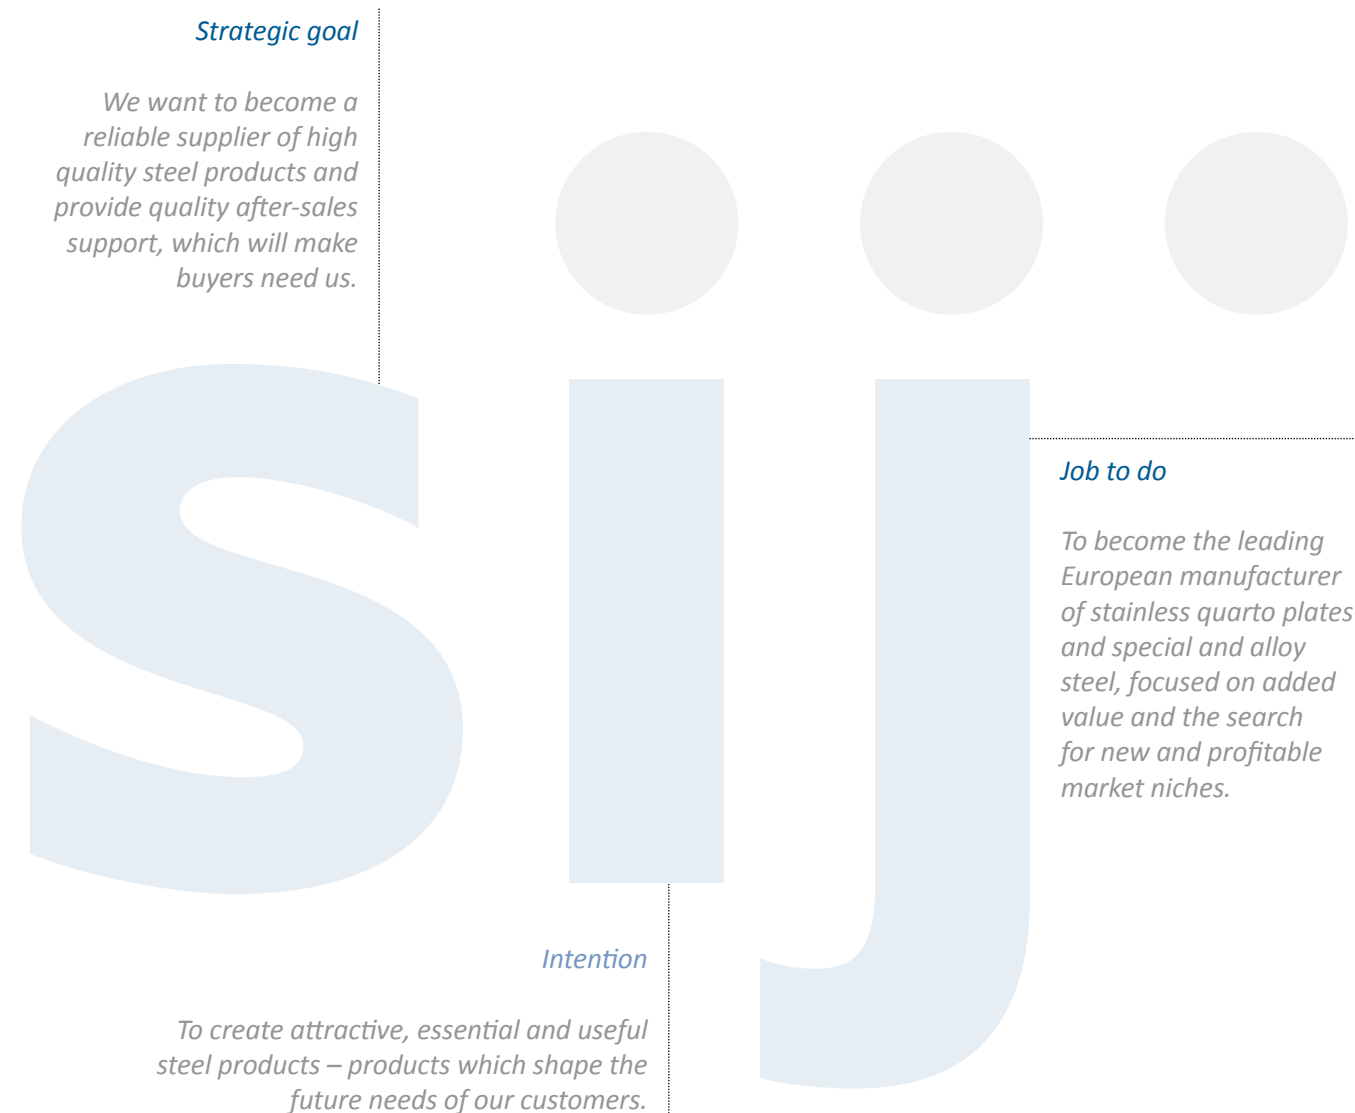 Strategic goal
We want to become a
reliable supplier of high
quality steel products and
provide quality after-sales
support, which will make
buyers need us.
sij
Job to do
To become the leading
European manufacturer
of stainless quarto plates
and special and alloy
steel, focused on added
value and the search
for new and profitable
market niches.
Intention
To create attractive, essential and useful
steel products – products which shape the
future needs of our customers.